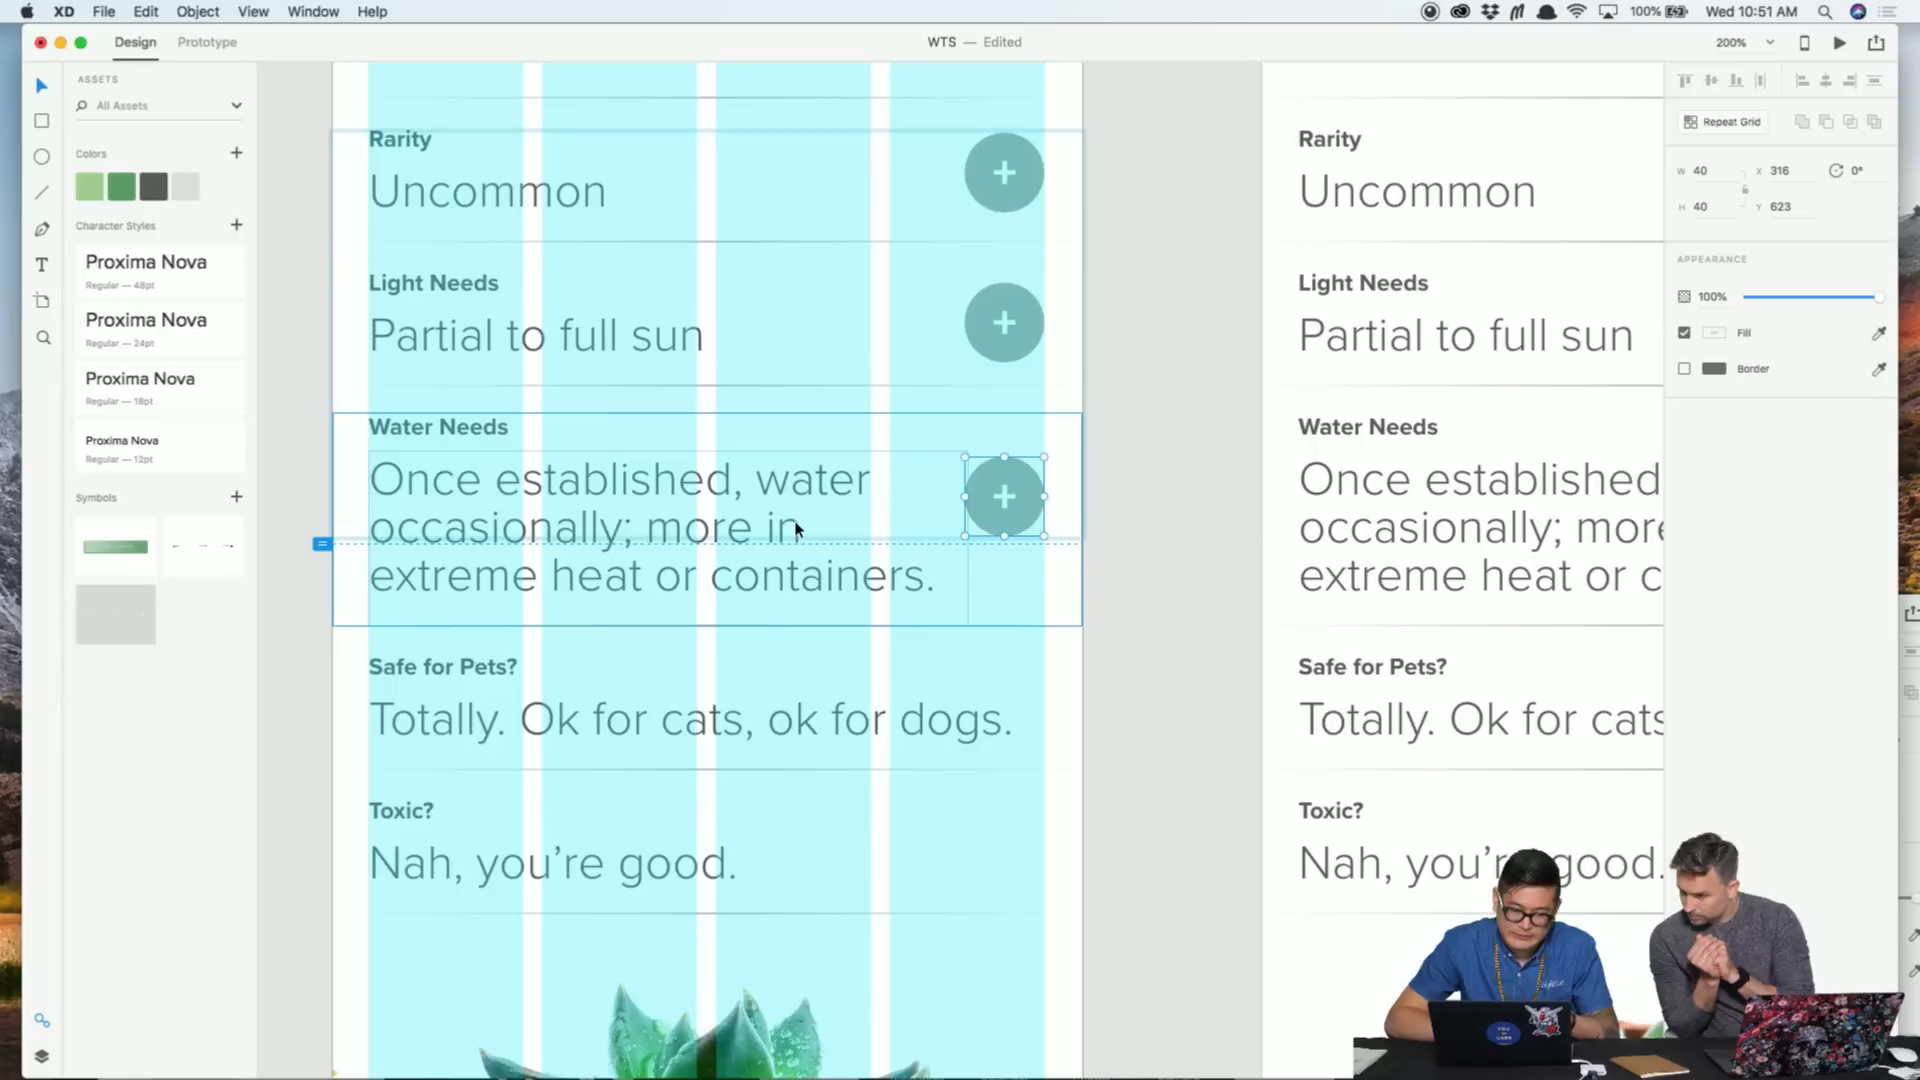 XD File Edit Object View Window Help
100% Wed 10:51 AM
Design Prototype
WTS — Edited
200%
ASSETS
All Assets
Colors
Character Styles
Proxima Nova
Regular — 48pt
Proxima Nova
Regular — 24pt
Proxima Nova
Regular — 18pt
Proxima Nova
Regular — 12pt
Symbols
Rarity
Uncommon
Light Needs
Partial to full sun
Water Needs
Once established, water
occasionally; more in
extreme heat or containers.
Safe for Pets?
Totally. Ok for cats, ok for dogs.
Toxic?
Nah, you’re good.
Rarity
Uncommon
Light Needs
Partial to full sun
Water Needs
Once established
occasionally; more
extreme heat or c
Safe for Pets?
Totally. Ok for cats
Toxic?
Nah, you’r good.
Repeat Grid
W 40 X 316 0°
H 40 Y 623
APPEARANCE
100%
Fill
Border